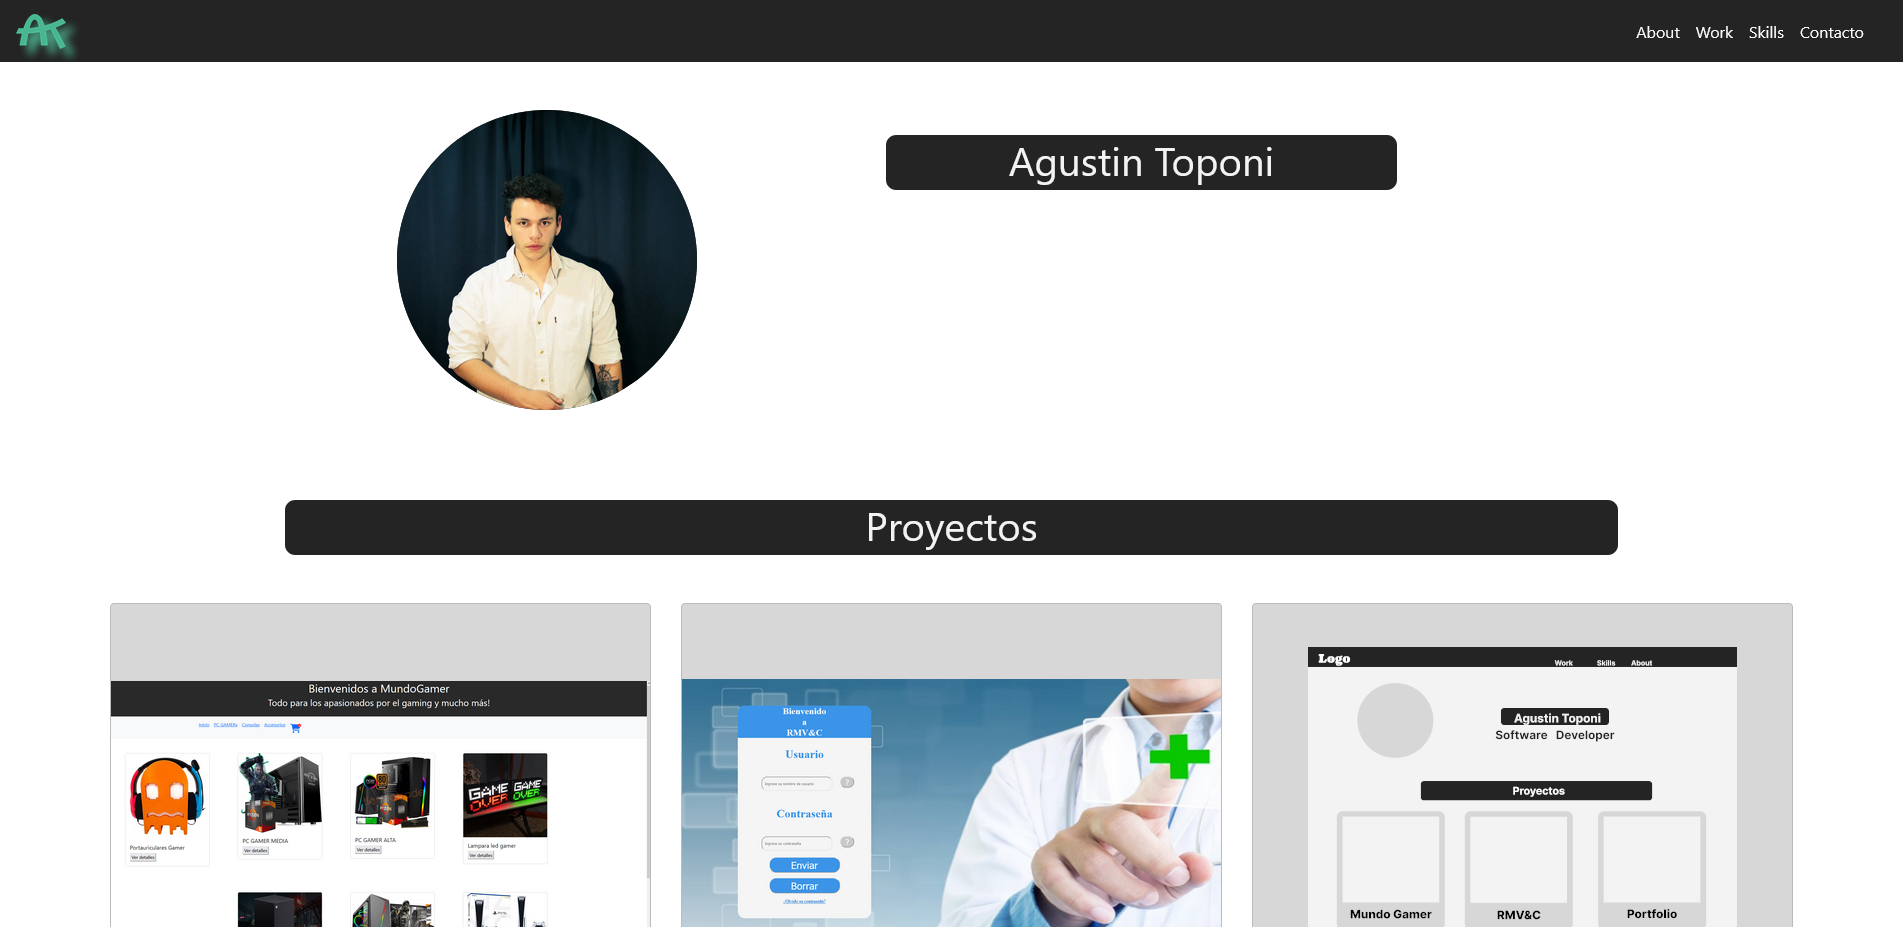 About Work Skills Contacto
Agustin Toponi
Proyectos
Bienvenidos a MundoGamer
Todo para los apasionados por el gaming y mucho más!
Inicio PC GAMERs Consolas Accesorios
Portauriculares Gamer
Ver detalles
PC GAMER MEDIA
Ver detalles
PC GAMER ALTA
Ver detalles
GAME GAME
OVER OVER
Lampara led gamer
Ver detalles
Bienvenido
a
RMV&C
Usuario
Ingrese su nombre de usuario
?
Contraseña
Ingrese su contraseña
?
Enviar
Borrar
¿Olvido su contraseña?
Logo
Work Skills About
Agustin Toponi
Software Developer
Proyectos
Mundo Gamer
RMV&C
Portfolio